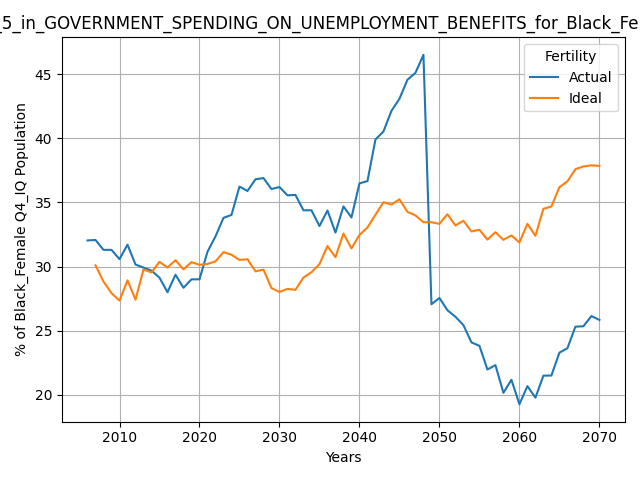 _5_in_GOVERNMENT_SPENDING_ON_UNEMPLOYMENT_BENEFITS_for_Black_Fe
Fertility
Actual
Ideal
% of Black_Female Q4_IQ Population
45
40
35
30
25
20
2010 2020 2030 2040 2050 2060 2070
Years